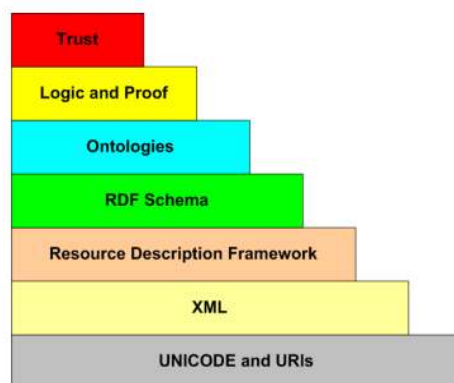 Trust
Logic and Proof
Ontologies
RDF Schema
Resource Description Framework
XML
UNICODE and URIs